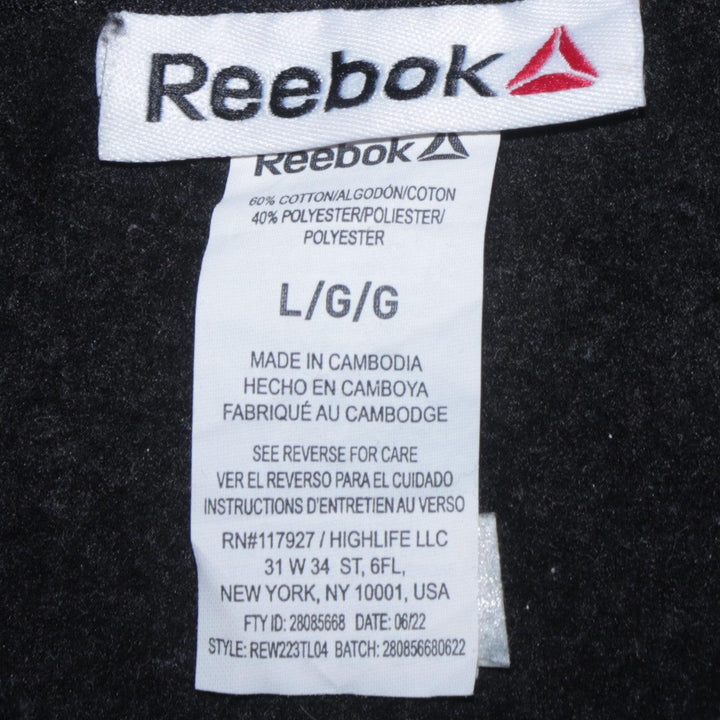 Reebok
Reebok
60% COTTON/ALGODÓN/COTON
40% POLYESTER/POLIESTER/
POLYESTER
L/G/G
MADE IN CAMBODIA
HECHO EN CAMBOYA
FABRIQUÉ AU CAMBODGE
SEE REVERSE FOR CARE
VER EL REVERSO PARA EL CUIDADO
INSTRUCTIONS D'ENTRETIEN AU VERSO
RN#117927 / HIGHLIFE LLC
31 W 34 ST, 6FL,
NEW YORK, NY 10001, USA
FTY ID: 28085668 DATE: 06/22
STYLE: REW223TL04 BATCH: 280856680622